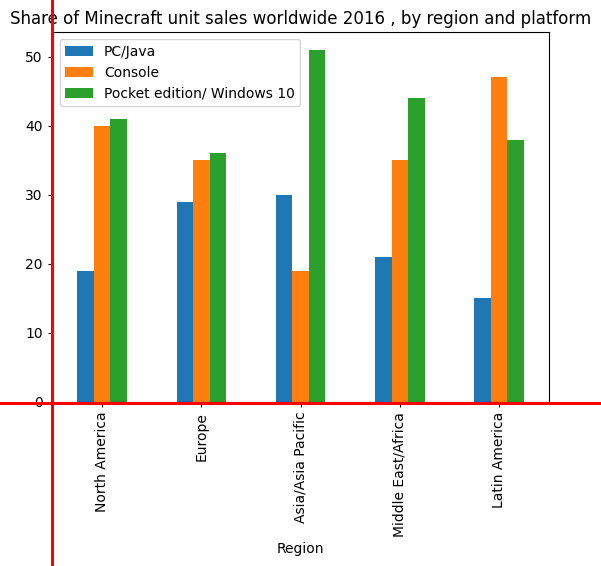 Share of Minecraft unit sales worldwide 2016 , by region and platform
PC/Java
Console
Pocket edition/ Windows 10
50
40
30
20
10
0
North America
Europe
Asia/Asia Pacific
Middle East/Africa
Latin America
Region